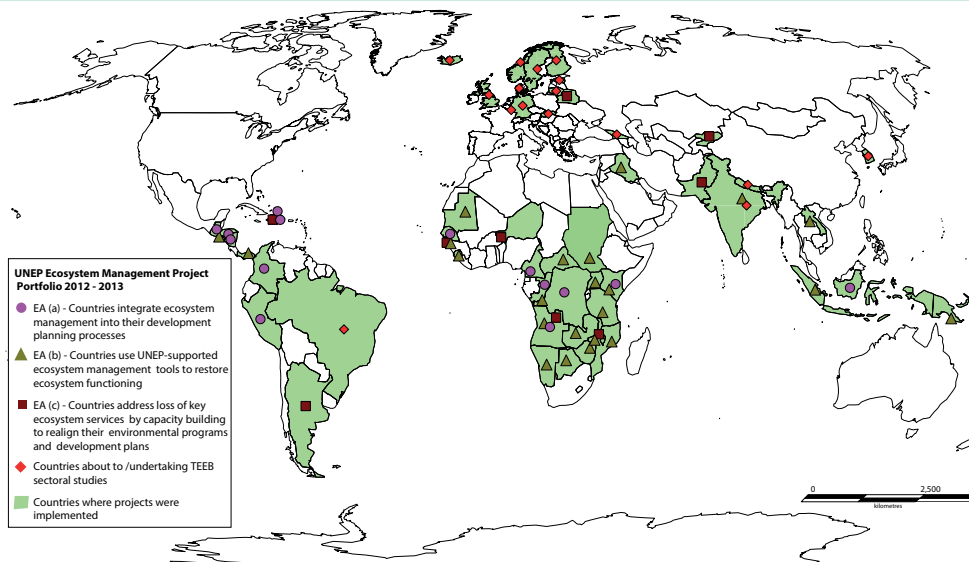 UNEP Ecosystem Management Project
Portfolio 2012 - 2013
EA (a) - Countries integrate ecosystem
management into their development
planning processes
EA (b) - Countries use UNEP-supported
ecosystem management tools to restore
ecosystem functioning
EA (c) - Countries address loss of key
ecosystem services by capacity building
to realign their environmental programs
and development plans
Countries about to /undertaking TEEB
sectoral studies
Countries where projects were
implemented
0 2,500
kilometres